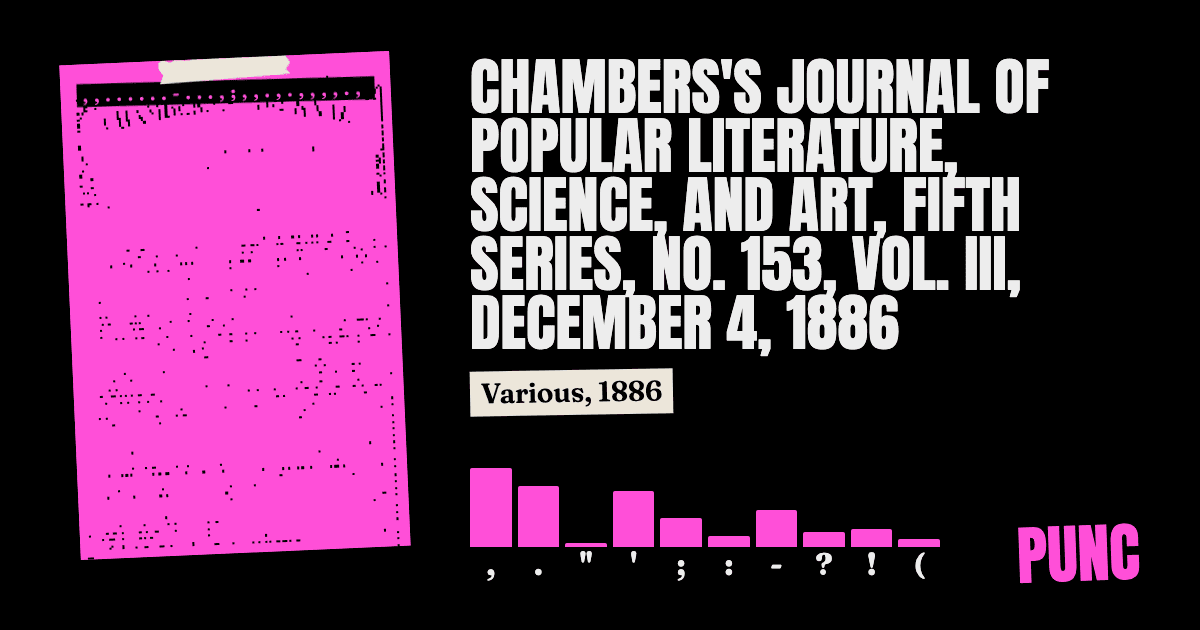 CHAMBERS'S JOURNAL OF
POPULAR LITERATURE,
SCIENCE, AND ART, FIFTH
SERIES, NO. 153, VOL. III,
DECEMBER 4, 1886
Various, 1886
, . " ' ; : - ? ! (
PUNC